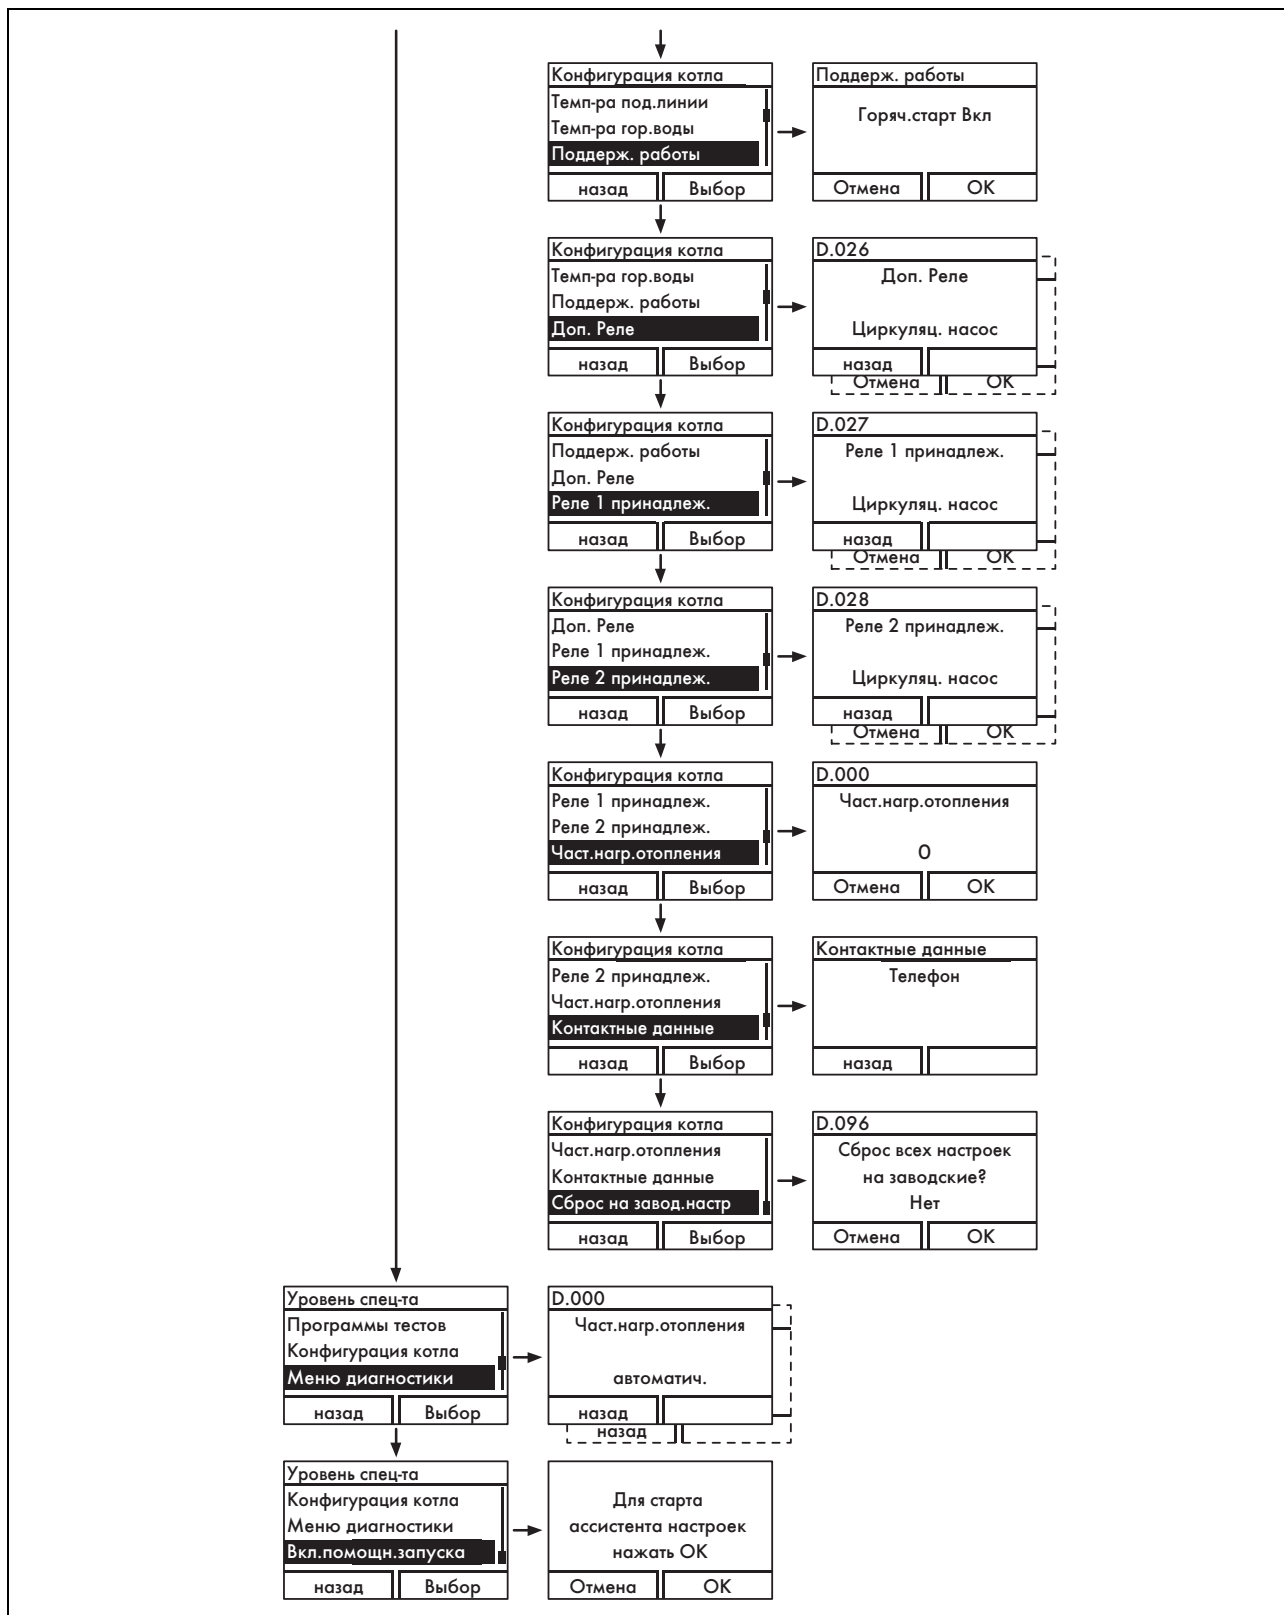 Конфигурация котла
Темп-ра под.линии
Темп-ра гор.воды
Поддерж. работы
назад Выбор
Поддерж. работы
Горяч.старт Вкл
Отмена OK
Конфигурация котла
Темп-ра гор.воды
Поддерж. работы
Доп. Реле
назад Выбор
D.026
Доп. Реле
Циркуляц. насос
назад
Отмена OK
Конфигурация котла
Поддерж. работы
Доп. Реле
Реле 1 принадлеж.
назад Выбор
D.027
Реле 1 принадлеж.
Циркуляц. насос
назад
Отмена OK
Конфигурация котла
Доп. Реле
Реле 1 принадлеж.
Реле 2 принадлеж.
назад Выбор
D.028
Реле 2 принадлеж.
Циркуляц. насос
назад
Отмена OK
Конфигурация котла
Реле 1 принадлеж.
Реле 2 принадлеж.
Част.нагр.отопления
назад Выбор
D.000
Част.нагр.отопления
0
Отмена OK
Конфигурация котла
Реле 2 принадлеж.
Част.нагр.отопления
Контактные данные
назад Выбор
Контактные данные
Телефон
назад
Конфигурация котла
Част.нагр.отопления
Контактные данные
Сброс на завод.настр
назад Выбор
D.096
Сброс всех настроек
на заводские?
Нет
Отмена OK
Уровень спец-та
Программы тестов
Конфигурация котла
Меню диагностики
назад Выбор
D.000
Част.нагр.отопления
автоматич.
назад
назад
Уровень спец-та
Конфигурация котла
Меню диагностики
Вкл.помощн.запуска
назад Выбор
Для старта
ассистента настроек
нажать OK
Отмена OK